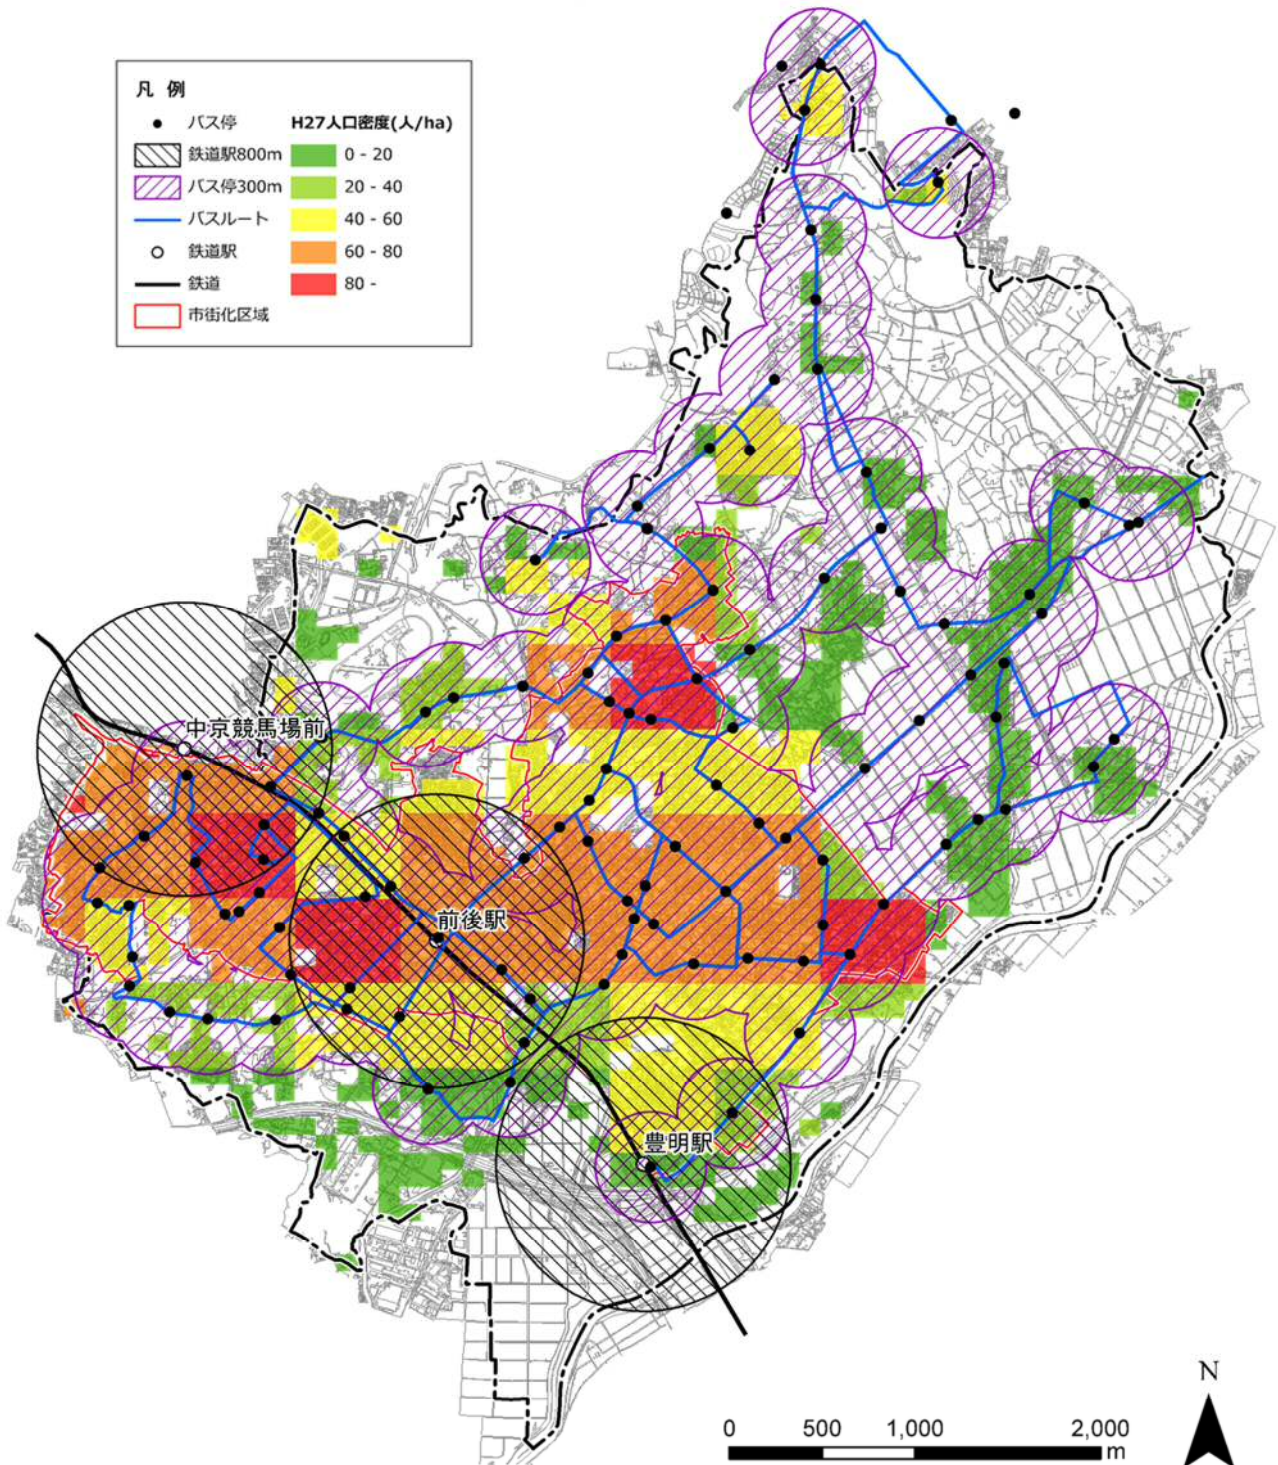 凡 例
バス停
鉄道駅800m
バス停300m
バスルート
鉄道駅
鉄道
市街化区域
H27人口密度(人/ha)
0 - 20
20 - 40
40 - 60
60 - 80
80 -
中京競馬場前
前後駅
豊明駅
N
0 500 1,000 2,000
m